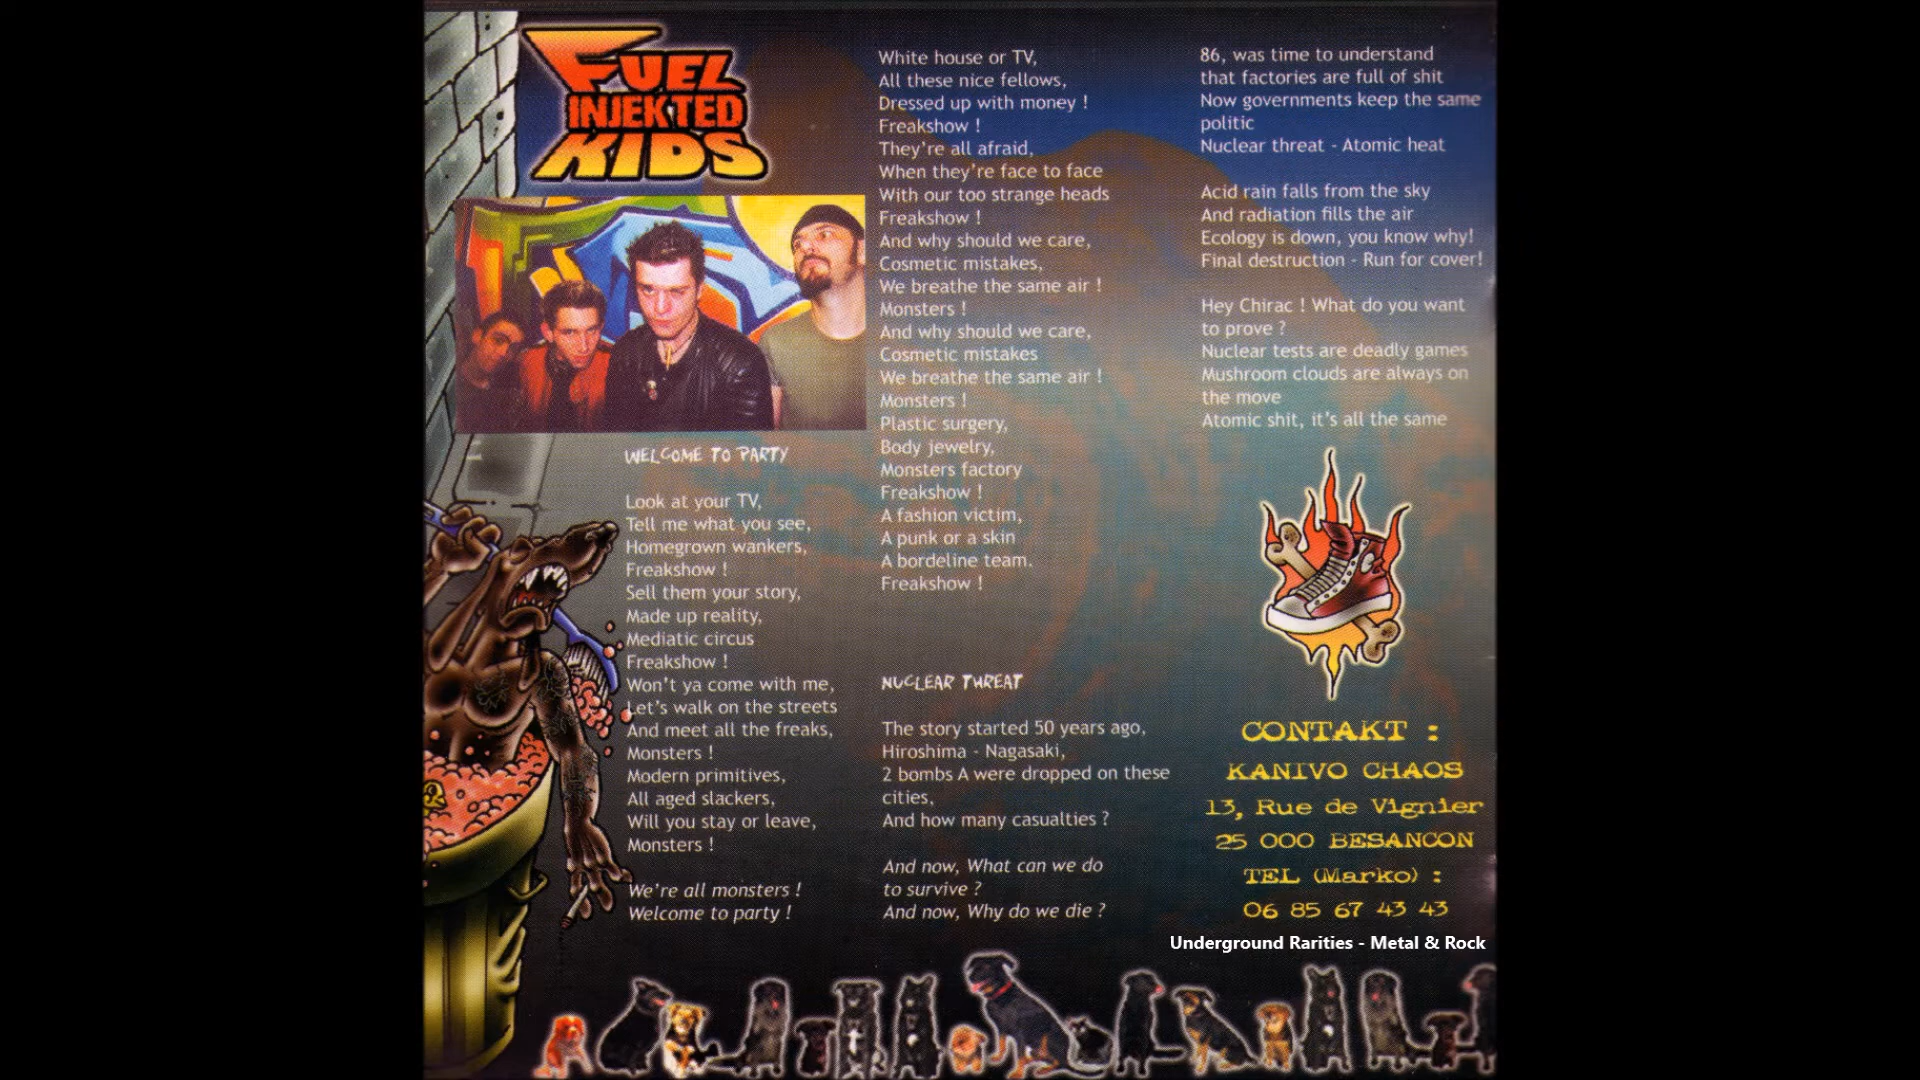 FUEL
INJEKTED
KIDS
WELCOME TO PARTY
Look at your TV,
Tell me what you see,
Homegrown wankers,
Freakshow !
Sell them your story,
Made up reality,
Mediatic circus
Freakshow !
Won't ya come with me,
Let's walk on the streets
And meet all the freaks,
Monsters !
Modern primitives,
All aged slackers,
Will you stay or leave,
Monsters !
We're all monsters !
Welcome to party !
White house or TV,
All these nice fellows,
Dressed up with money !
Freakshow !
They're all afraid,
When they're face to face
With our too strange heads
Freakshow !
And why should we care,
Cosmetic mistakes,
We breathe the same air !
Monsters !
And why should we care,
Cosmetic mistakes
We breathe the same air !
Monsters !
Plastic surgery,
Body jewelry,
Monsters factory
Freakshow !
A fashion victim,
A punk or a skin
A bordeline team.
Freakshow !
NUCLEAR THREAT
The story started 50 years ago,
Hiroshima - Nagasaki,
2 bombs A were dropped on these
cities,
And how many casualties ?
And now, What can we do
to survive ?
And now, Why do we die ?
86, was time to understand
that factories are full of shit
Now governments keep the same
politic
Nuclear threat - Atomic heat
Acid rain falls from the sky
And radiation fills the air
Ecology is down, you know why!
Final destruction - Run for cover!
Hey Chirac ! What do you want
to prove ?
Nuclear tests are deadly games
Mushroom clouds are always on
the move
Atomic shit, it's all the same
CONTAKT :
KANIVO CHAOS
13, Rue de Vignier
25 000 BESANCON
TEL (Marko) :
06 85 67 43 43
Underground Rarities - Metal & Rock